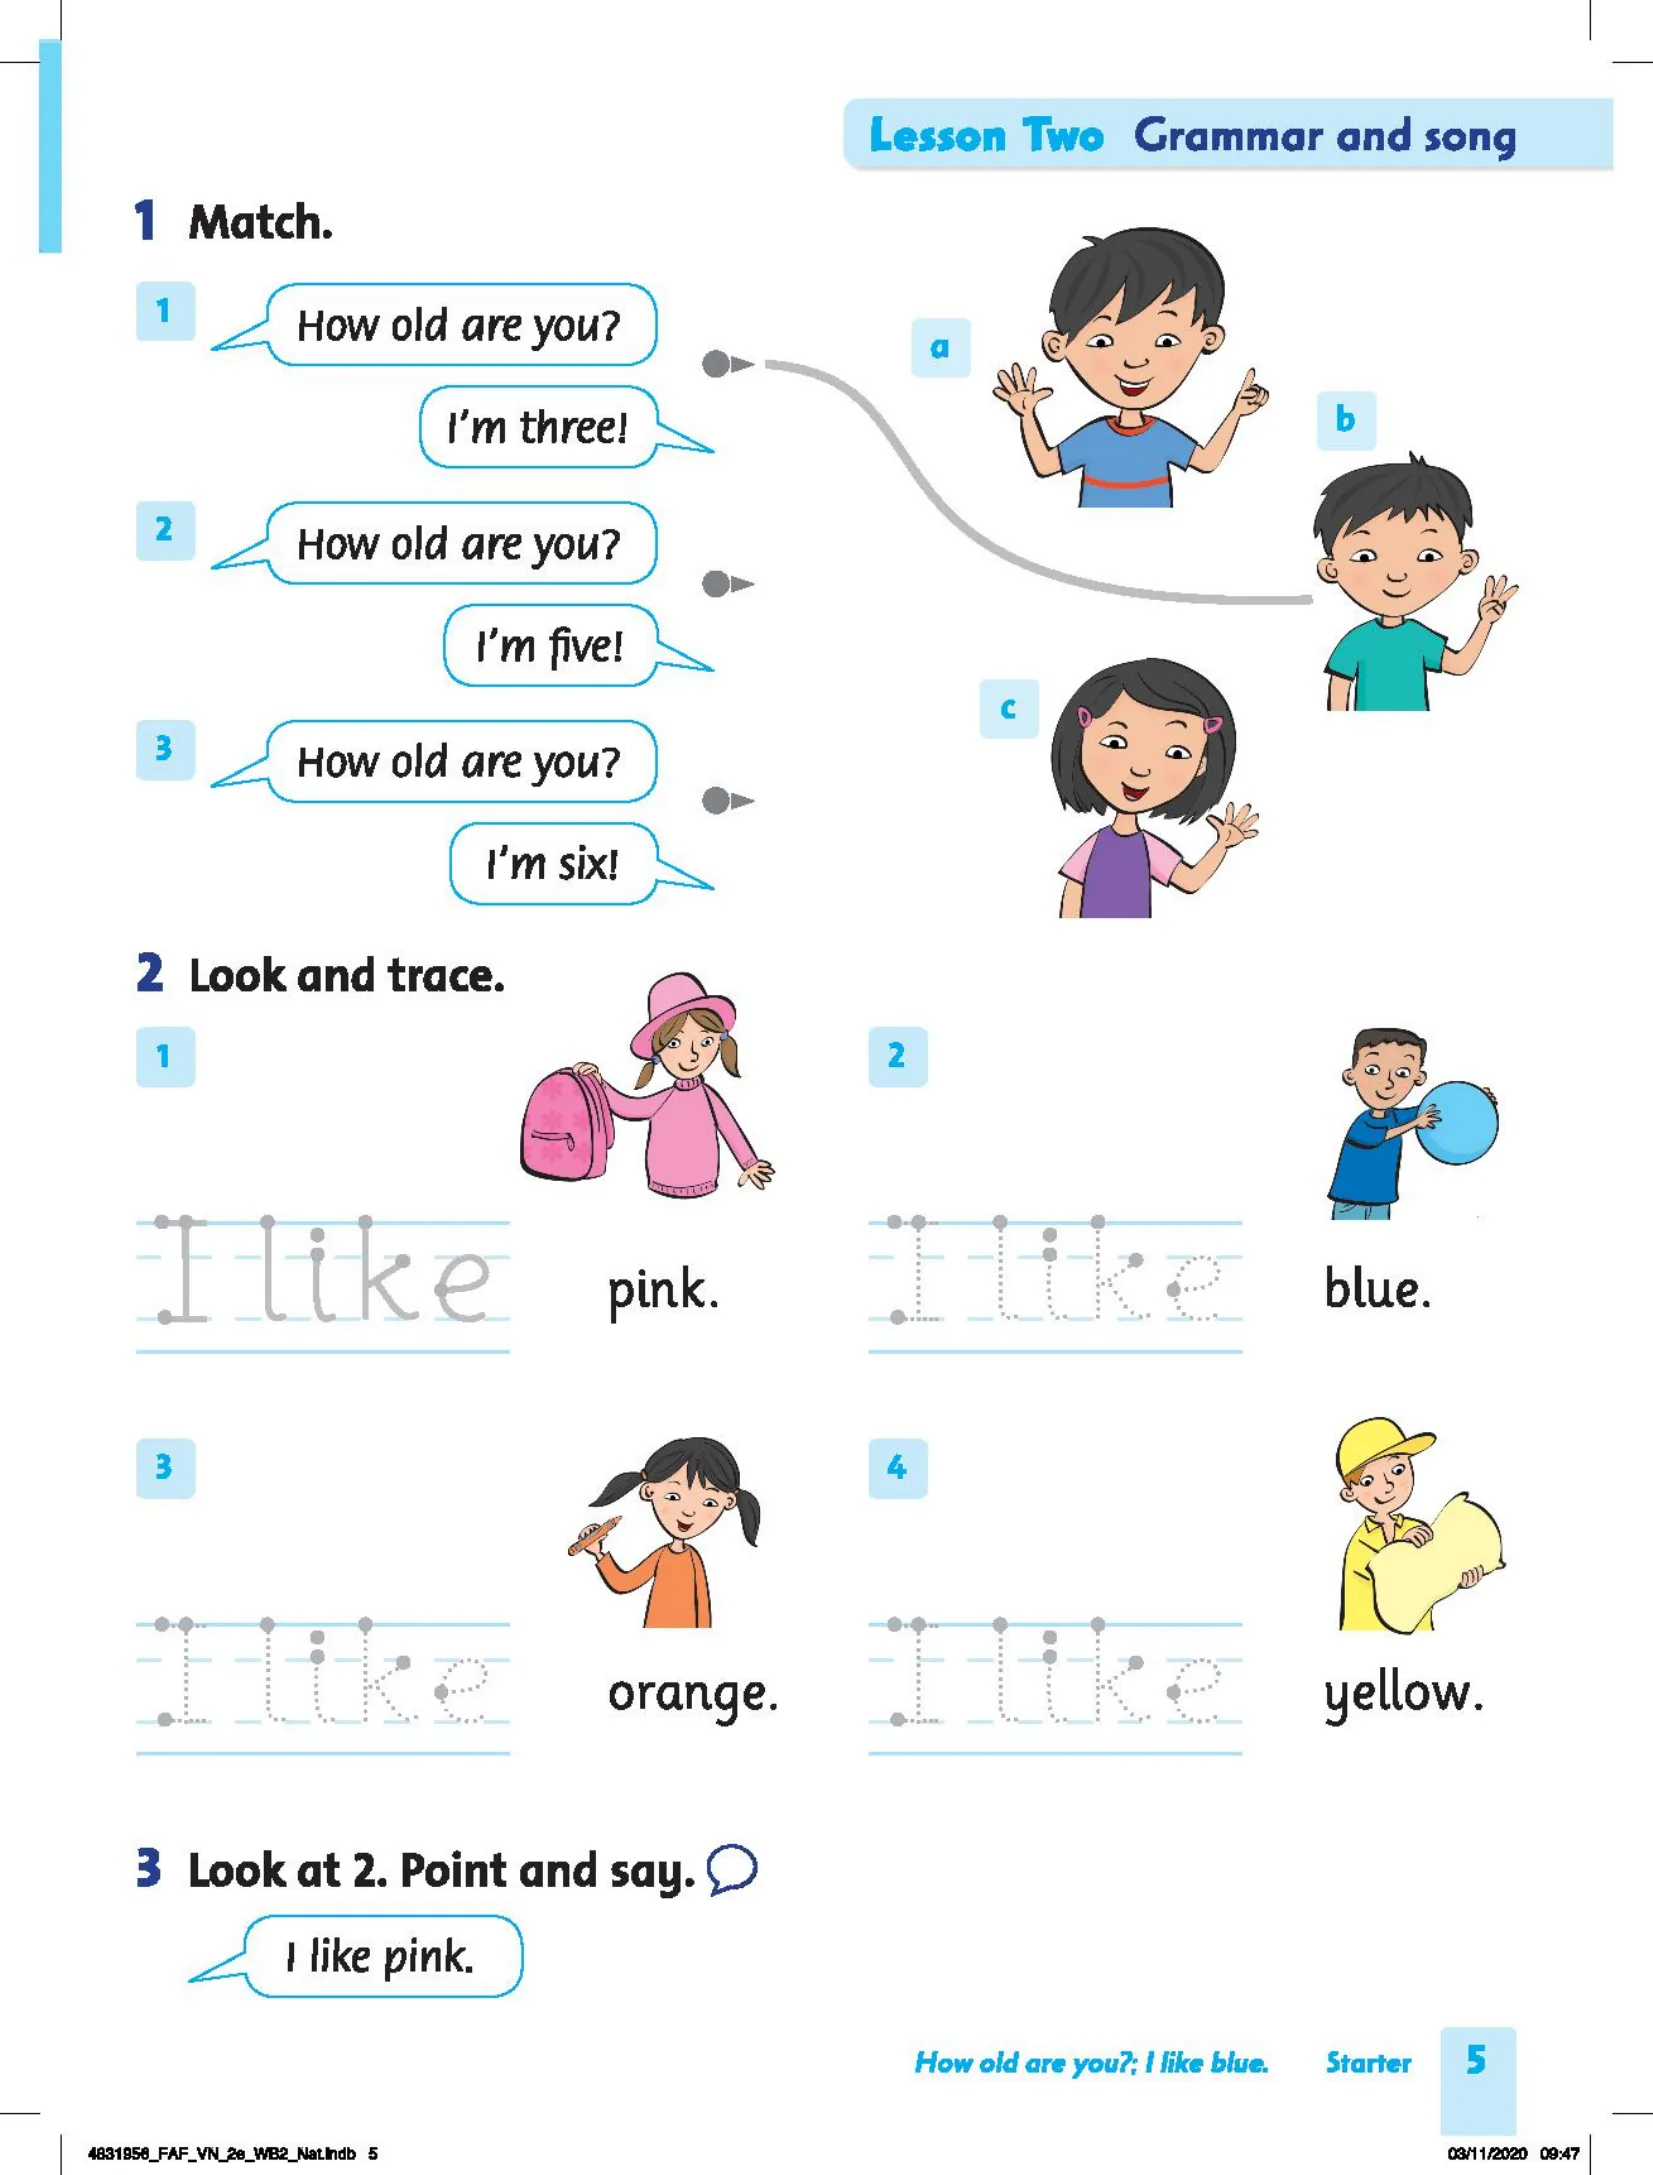 Lesson Two Grammar and song
1 Match.
1
How old are you?
I'm three!
2
How old are you?
I'm five!
3
How old are you?
I'm six!
a
b
c
2 Look and trace.
1
I like pink.
2
I like blue.
3
I like orange.
4
I like yellow.
3 Look at 2. Point and say.
I like pink.
How old are you?; I like blue. Starter 5
4831956_FAF_VN_2e_WB2_Nat.indb 5
03/11/2020 09:47